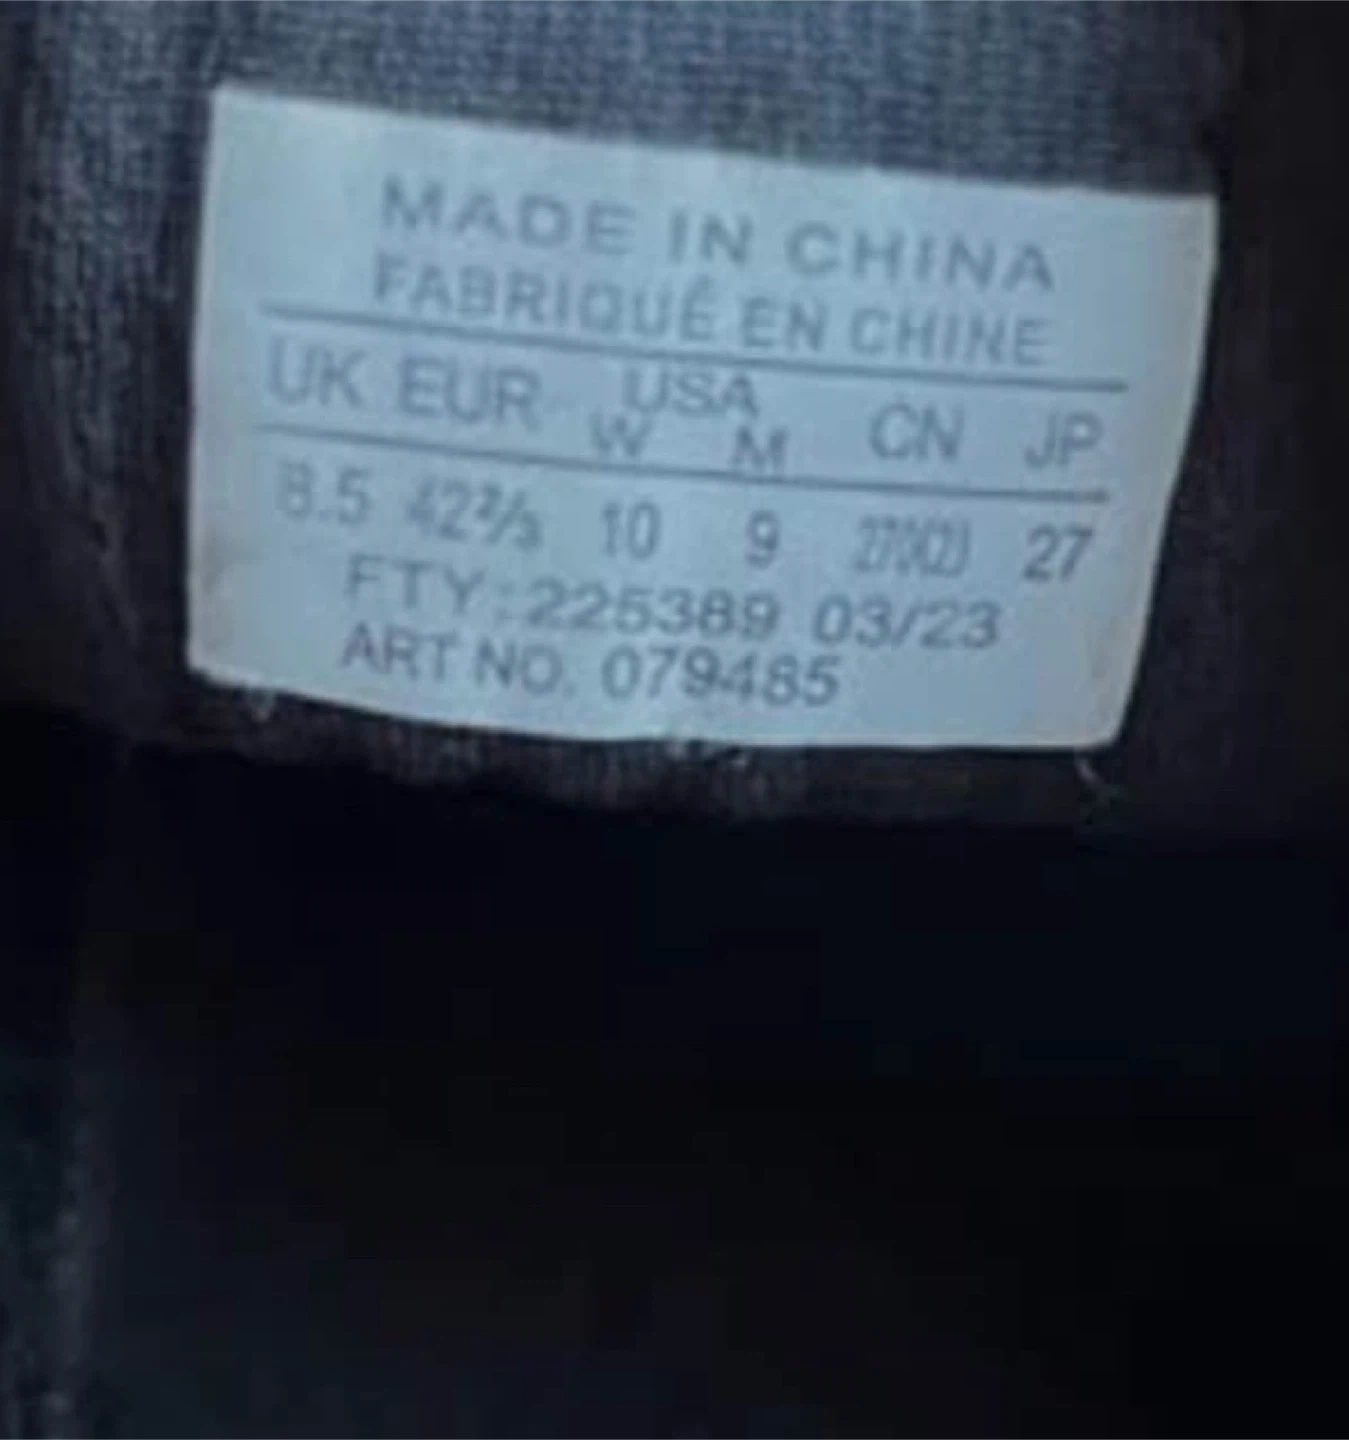 MADE IN CHINA
FABRIQUÉ EN CHINE
UK EUR USA CN JP
W M
8.5 42⅔ 10 9 27
FTY:225389 03/23
ART NO. 079485